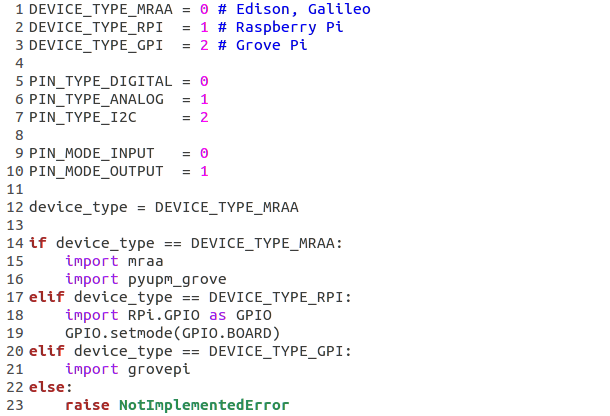 1 DEVICE_TYPE_MRAA = 0 # Edison, Galileo
2 DEVICE_TYPE_RPI  = 1 # Raspberry Pi
3 DEVICE_TYPE_GPI  = 2 # Grove Pi
4
5 PIN_TYPE_DIGITAL = 0
6 PIN_TYPE_ANALOG  = 1
7 PIN_TYPE_I2C     = 2
8
9 PIN_MODE_INPUT   = 0
10 PIN_MODE_OUTPUT  = 1
11
12 device_type = DEVICE_TYPE_MRAA
13
14 if device_type == DEVICE_TYPE_MRAA:
15     import mraa
16     import pyupm_grove
17 elif device_type == DEVICE_TYPE_RPI:
18     import RPi.GPIO as GPIO
19     GPIO.setmode(GPIO.BOARD)
20 elif device_type == DEVICE_TYPE_GPI:
21     import grovepi
22 else:
23     raise NotImplementedError